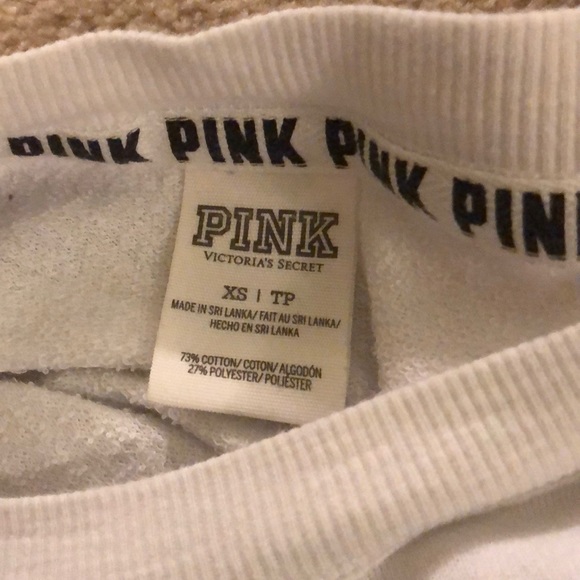 PINK PINK PINK PINK
PINK
VICTORIA'S SECRET
XS | TP
MADE IN SRI LANKA/ FAIT AU SRI LANKA/
HECHO EN SRI LANKA
73% COTTON/ COTON/ ALGODÓN
27% POLYESTER/ POLIÉSTER